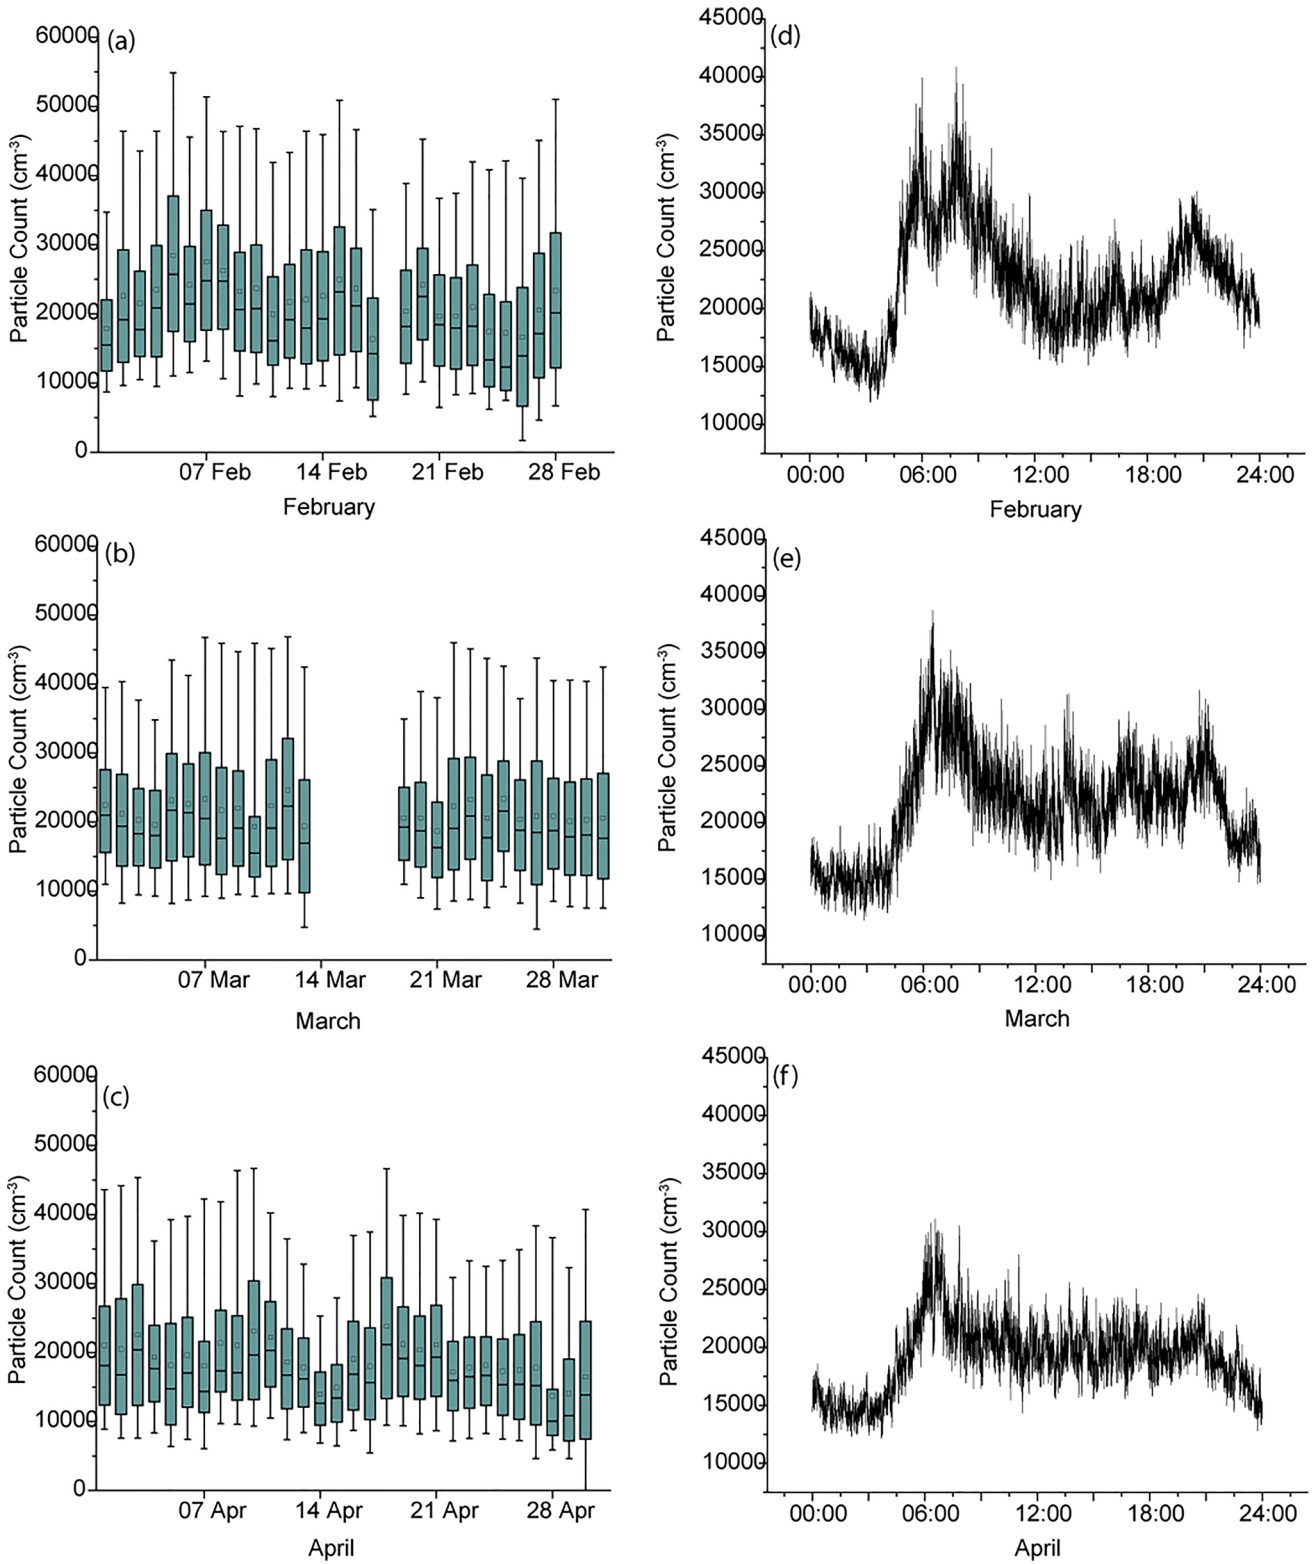 (a)
60000
50000
40000
30000
20000
10000
0
Particle Count (cm-3)
07 Feb 14 Feb 21 Feb 28 Feb
February
(d)
45000
40000
35000
30000
25000
20000
15000
10000
Particle Count (cm-3)
00:00 06:00 12:00 18:00 24:00
February
(b)
60000
50000
40000
30000
20000
10000
0
Particle Count (cm-3)
07 Mar 14 Mar 21 Mar 28 Mar
March
(e)
45000
40000
35000
30000
25000
20000
15000
10000
Particle Count (cm-3)
00:00 06:00 12:00 18:00 24:00
March
(c)
60000
50000
40000
30000
20000
10000
0
Particle Count (cm-3)
07 Apr 14 Apr 21 Apr 28 Apr
April
(f)
45000
40000
35000
30000
25000
20000
15000
10000
Particle Count (cm-3)
00:00 06:00 12:00 18:00 24:00
April